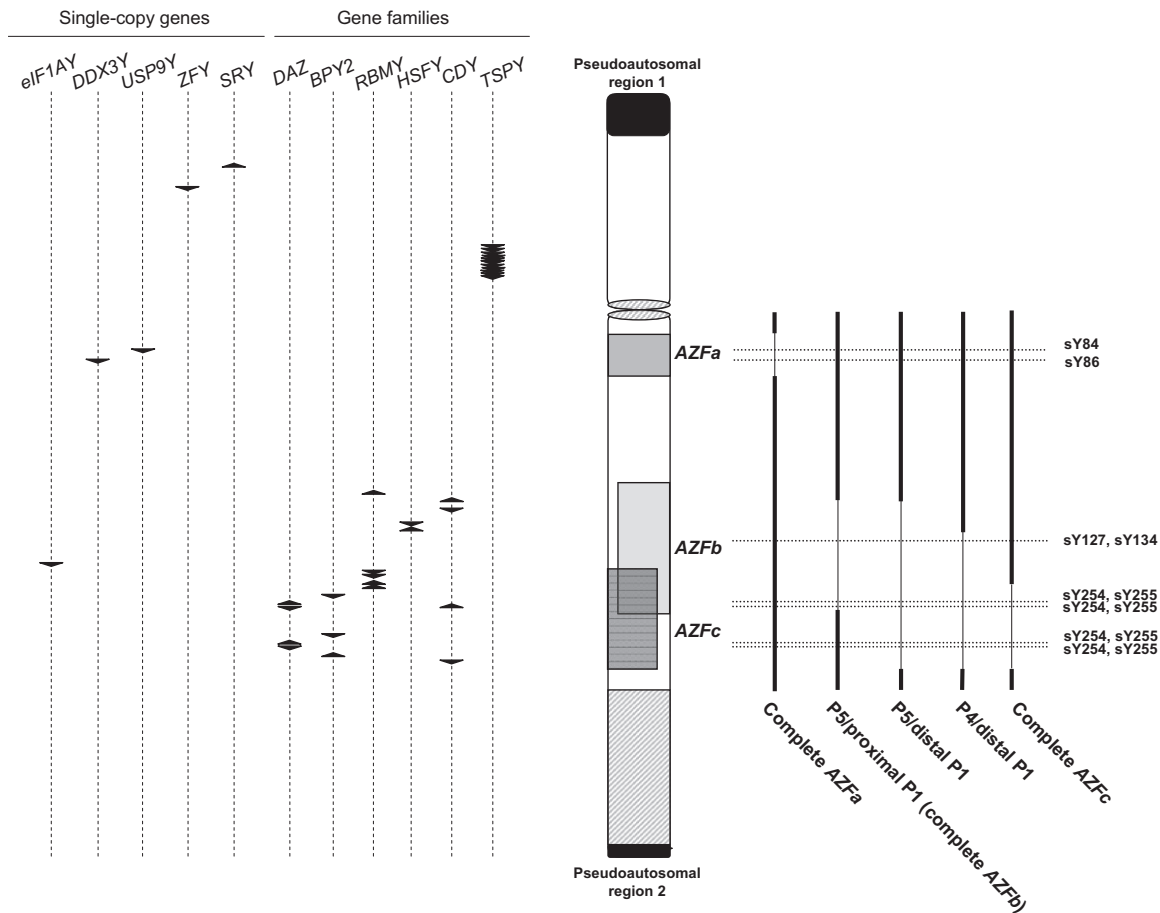 Single-copy genes
Gene families
eIF1AY
DDX3Y
USP9Y
ZFY
SRY
DAZ
BPY2
RBMY
HSFY
CDY
TSPY
Pseudoautosomal
region 1
AZFa
AZFb
AZFc
Pseudoautosomal
region 2
sY84
sY86
sY127, sY134
sY254, sY255
sY254, sY255
sY254, sY255
sY254, sY255
Complete AZFa
P5/proximal P1 (complete AZFb)
P5/distal P1
P4/distal P1
Complete AZFc